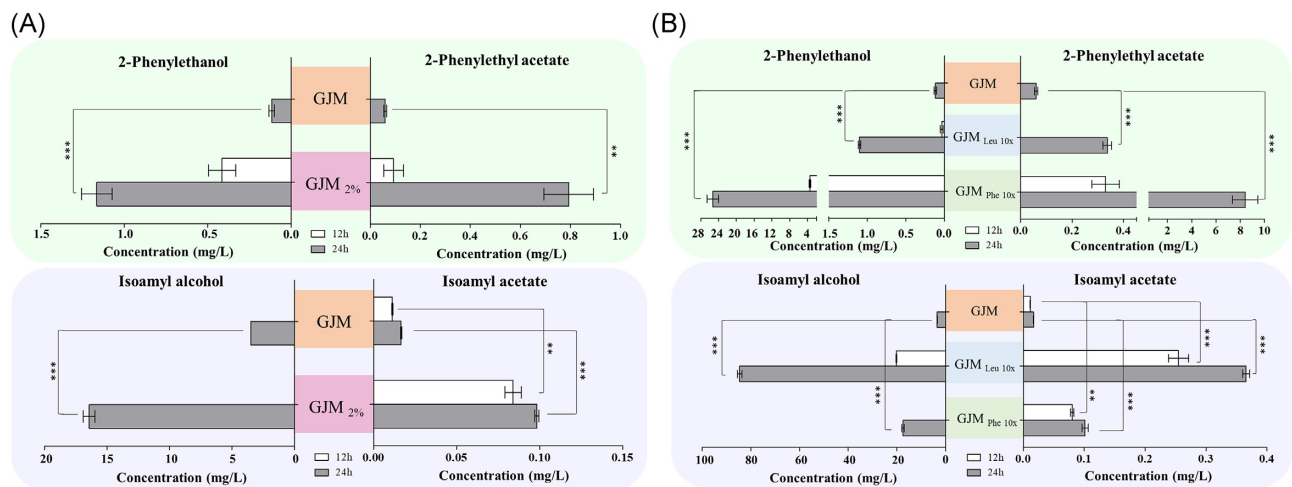 (A)
2-Phenylethanol
2-Phenylethyl acetate
GJM
***
**
GJM 2%
1.5 1.0 0.5 0.0 0.0 0.2 0.4 0.6 0.8 1.0
Concentration (mg/L)
12h
24h
Concentration (mg/L)
Isoamyl alcohol
Isoamyl acetate
GJM
***
**
***
GJM 2%
20 15 10 5 0 0.00 0.05 0.10 0.15
Concentration (mg/L)
12h
24h
Concentration (mg/L)
(B)
2-Phenylethanol
2-Phenylethyl acetate
GJM
***
***
***
***
GJM Leu 10x
GJM Phe 10x
28 24 20 16 12 8 4 1.5 1.0 0.5 0.0 0.0 0.2 0.4 2 4 6 8 10
Concentration (mg/L)
12h
24h
Concentration (mg/L)
Isoamyl alcohol
Isoamyl acetate
GJM
***
***
***
GJM Leu 10x
***
**
***
GJM Phe 10x
100 80 60 40 20 0 0.0 0.1 0.2 0.3 0.4
Concentration (mg/L)
12h
24h
Concentration (mg/L)